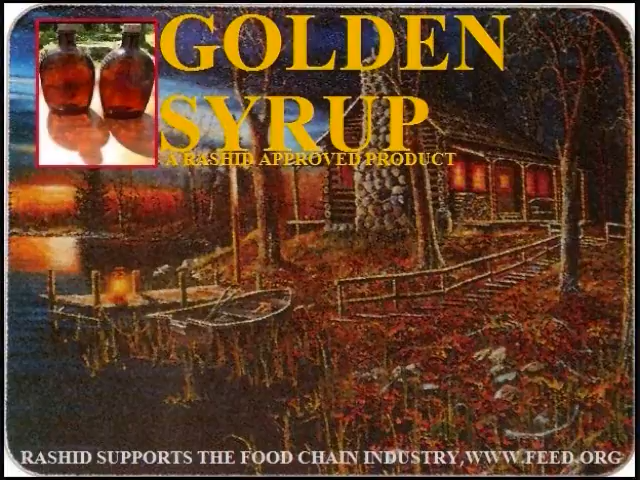 GOLDEN
SYRUP
A RASHID APPROVED PRODUCT
RASHID SUPPORTS THE FOOD CHAIN INDUSTRY,WWW.FEED.ORG